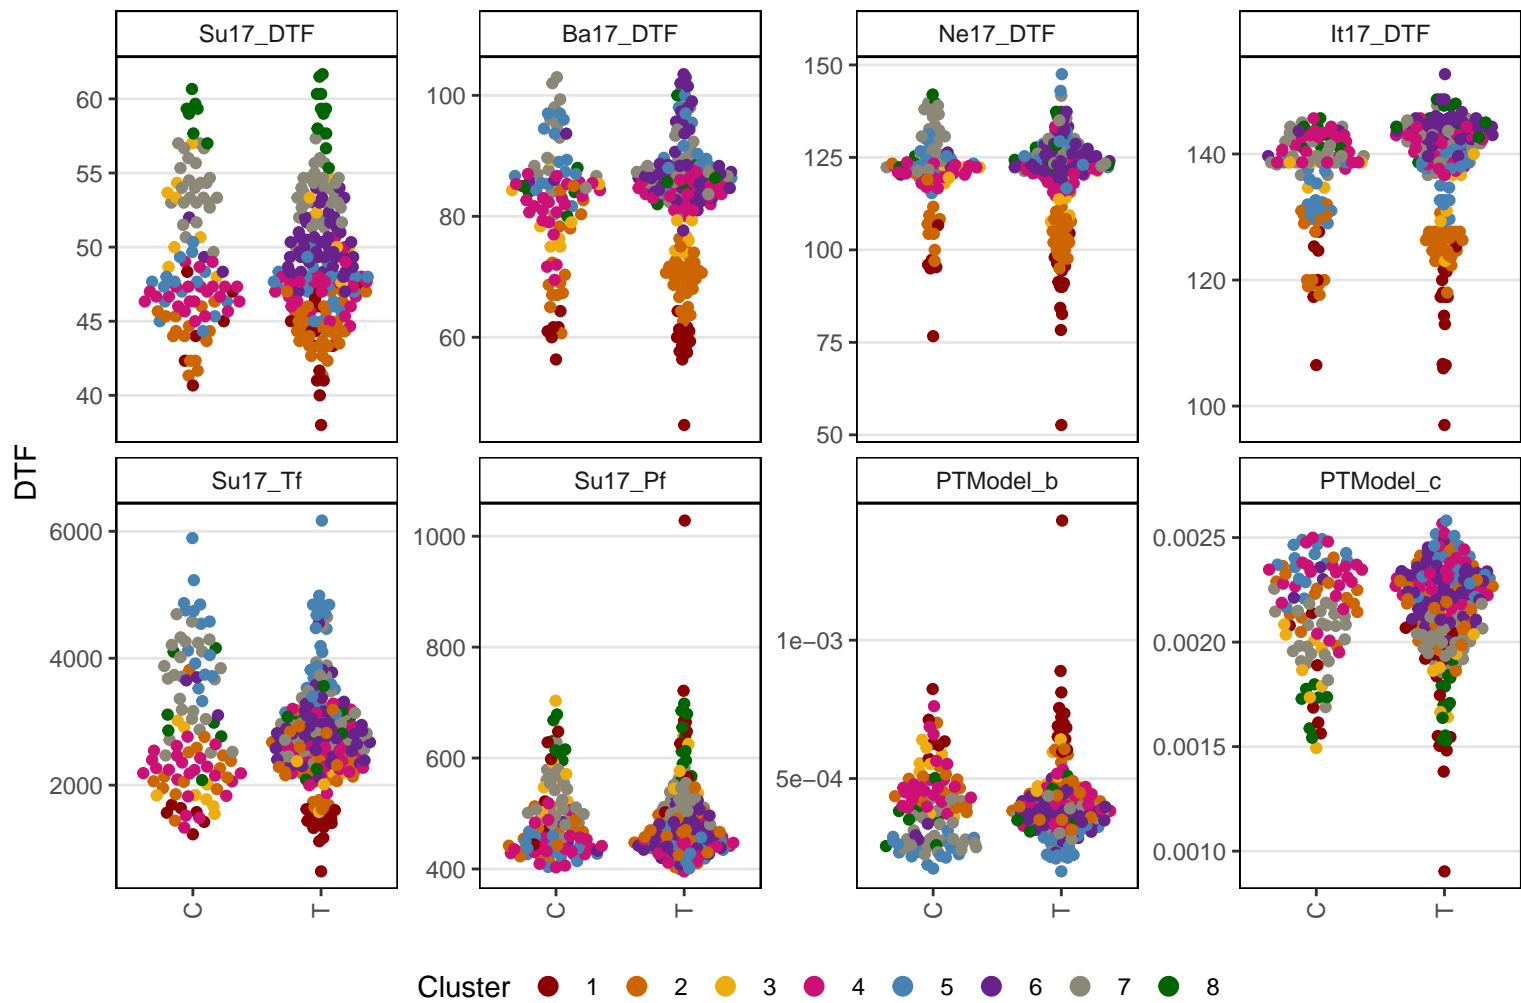 Su17_DTF Ba17_DTF Ne17_DTF It17_DTF
60 55 50 45 40
100 80 60
150 125 100 75 50
140 120 100
DTF
Su17_Tf Su17_Pf PTModel_b PTModel_c
6000 4000 2000
1000 800 600 400
1e−03 5e−04
0.0025 0.0020 0.0015 0.0010
C T C T C T C T
Cluster 1 2 3 4 5 6 7 8